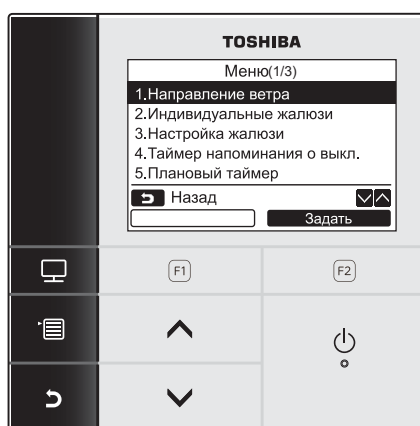 TOSHIBA
Меню(1/3)
1.Направление ветра
2.Индивидуальные жалюзи
3.Настройка жалюзи
4.Таймер напоминания о выкл.
5.Плановый таймер
Назад
Задать
F1 F2